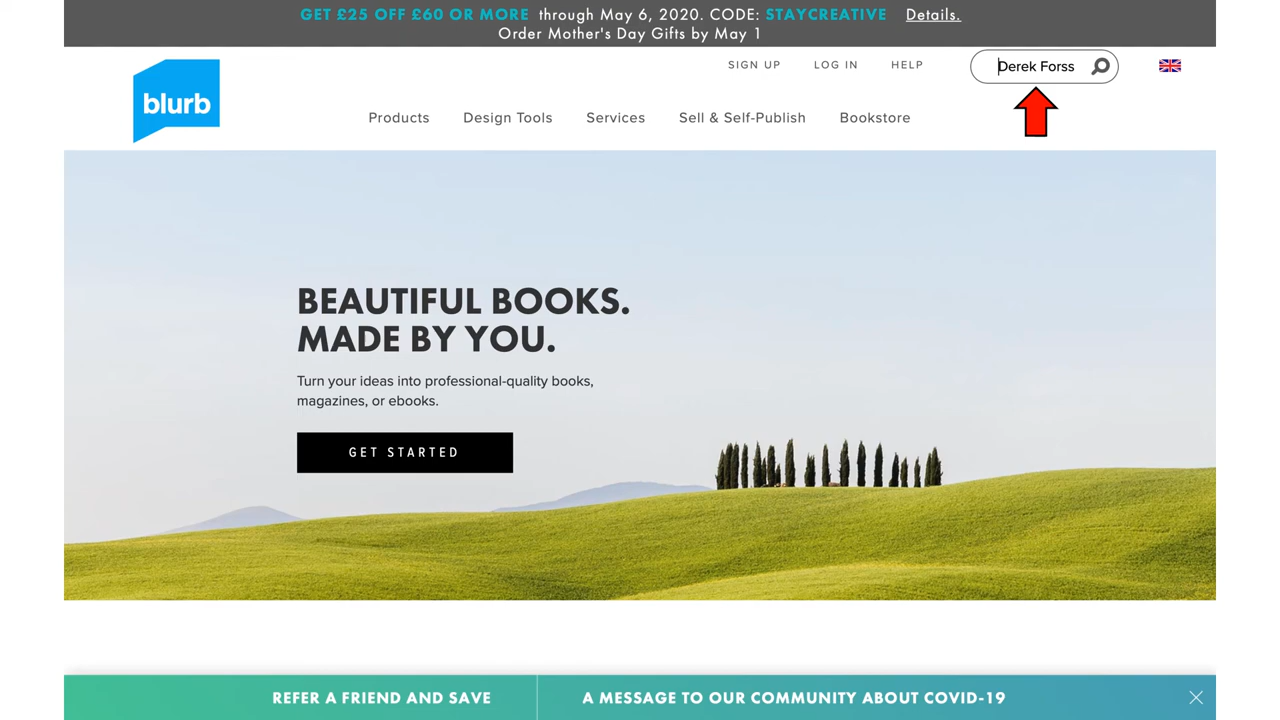 GET £25 OFF £60 OR MORE through May 6, 2020. CODE: STAYCREATIVE Details.
Order Mother's Day Gifts by May 1
SIGN UP LOG IN HELP Derek Forss
blurb
Products Design Tools Services Sell & Self-Publish Bookstore
BEAUTIFUL BOOKS.
MADE BY YOU.
Turn your ideas into professional-quality books,
magazines, or ebooks.
GET STARTED
REFER A FRIEND AND SAVE A MESSAGE TO OUR COMMUNITY ABOUT COVID-19